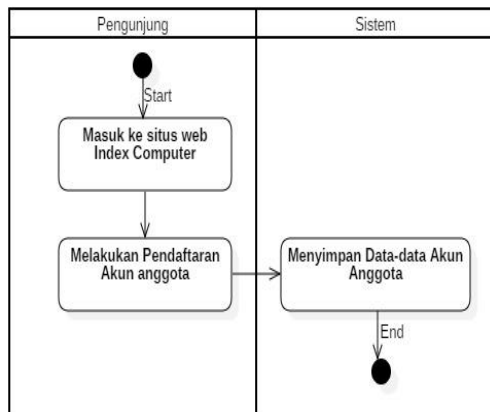 Pengunjung
Sistem
Start
Masuk ke situs web
Index Computer
Melakukan Pendaftaran
Akun anggota
Menyimpan Data-data Akun
Anggota
End